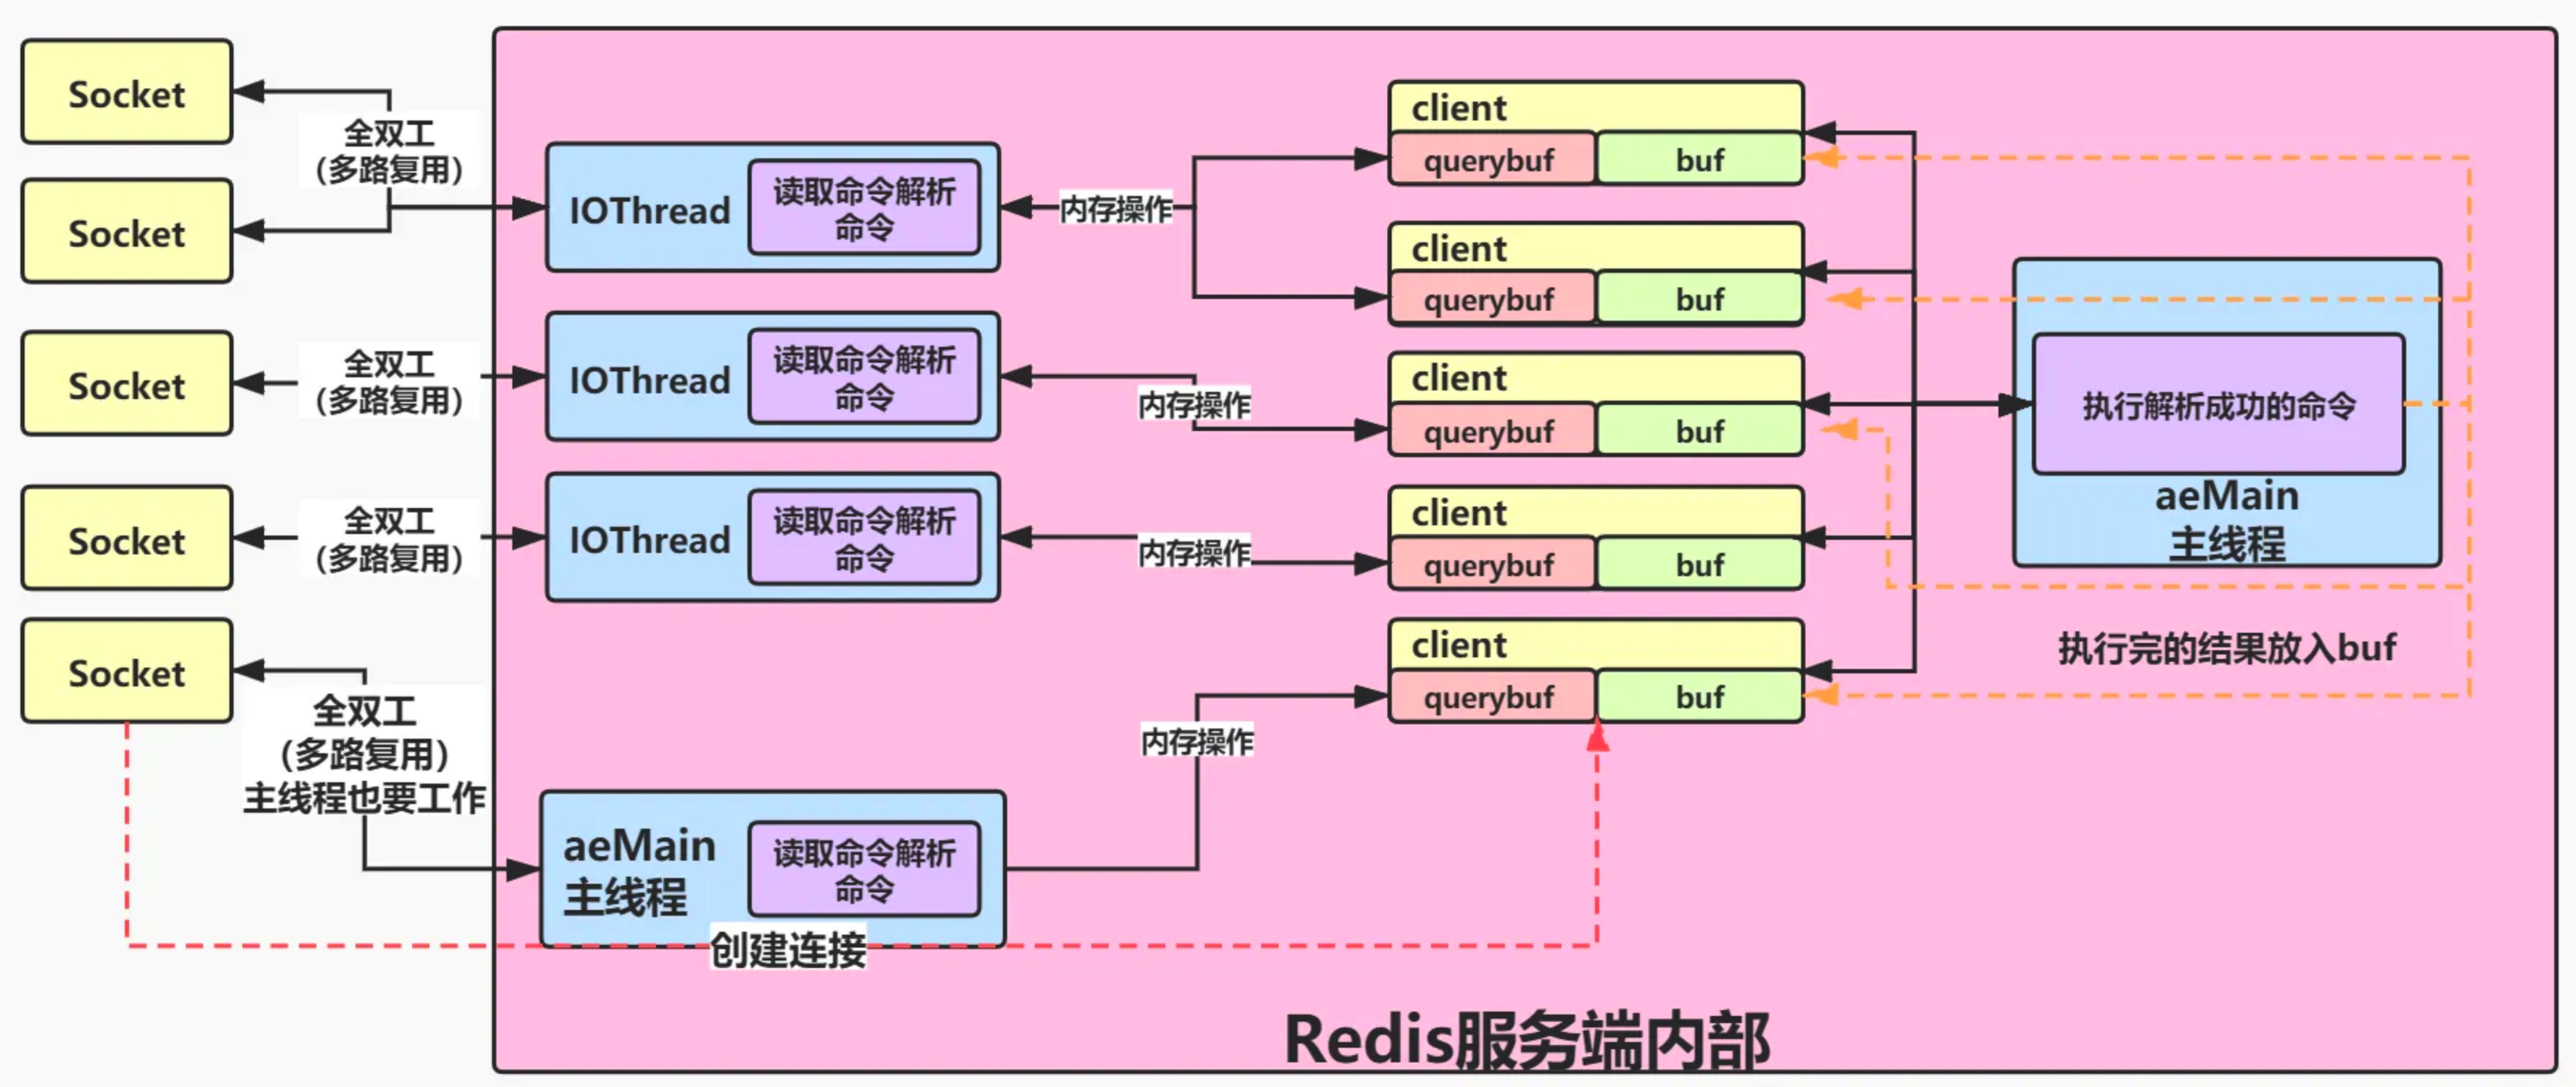 Socket
全双工
（多路复用）
Socket
IOThread
读取命令解析
命令
内存操作
client
querybuf
buf
client
querybuf
buf
Socket
全双工
（多路复用）
IOThread
读取命令解析
命令
内存操作
client
querybuf
buf
执行解析成功的命令
aeMain
主线程
Socket
全双工
（多路复用）
IOThread
读取命令解析
命令
内存操作
client
querybuf
buf
Socket
全双工
（多路复用）
主线程也要工作
client
querybuf
buf
执行完的结果放入buf
内存操作
aeMain
主线程
读取命令解析
命令
创建连接
Redis服务端内部